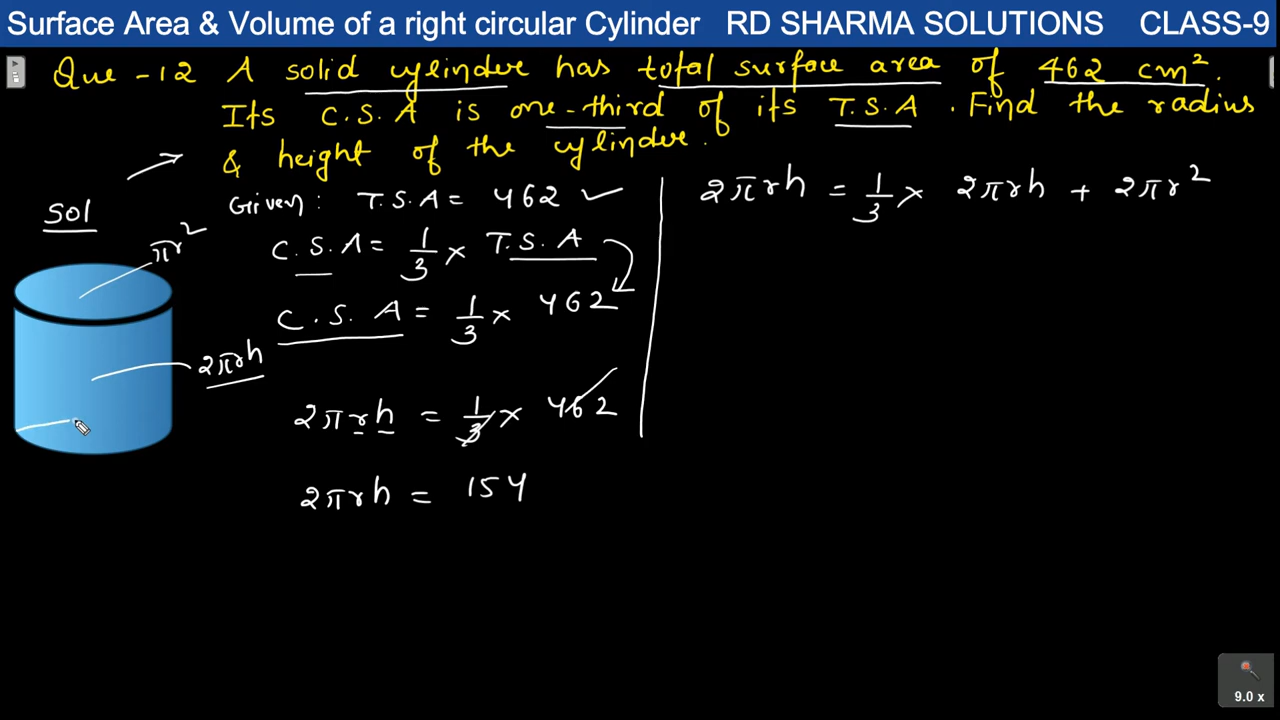 Surface Area & Volume of a right circular Cylinder RD SHARMA SOLUTIONS CLASS-9
Que -12 A solid cylinder has total surface area of 462 cm².
Its C.S.A is one-third of its T.S.A. Find the radius
& height of the cylinder.
Sol
Given: T.S.A = 462
C.S.A = 1/3 × T.S.A
C.S.A = 1/3 × 462
2πrh = 1/3 × 462
2πrh = 154
πr²
2πrh
2πrh = 1/3 × 2πrh + 2πr²
9.0 x